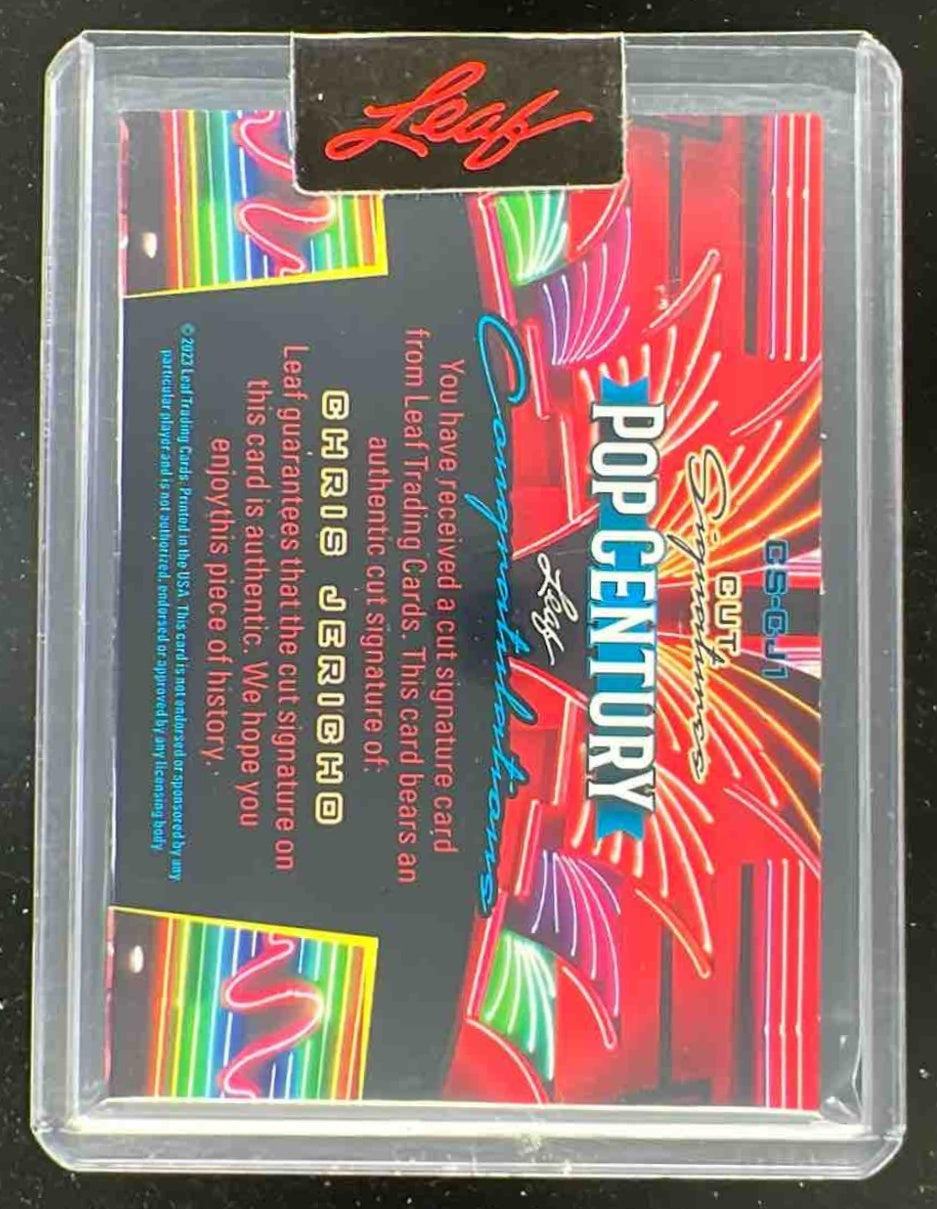 Leaf
CS-CJ1
CUT
Signatures
POP CENTURY
Leaf
Congratulations
You have received a cut signature card
from Leaf Trading Cards. This card bears an
authentic cut signature of:
CHRIS JERICHO
Leaf guarantees that the cut signature on
this card is authentic. We hope you
enjoy this piece of history.
© 2023 Leaf Trading Cards. Printed in the USA. This card is not endorsed or sponsored by any
particular player and is not authorized, endorsed or approved by any licensing body.